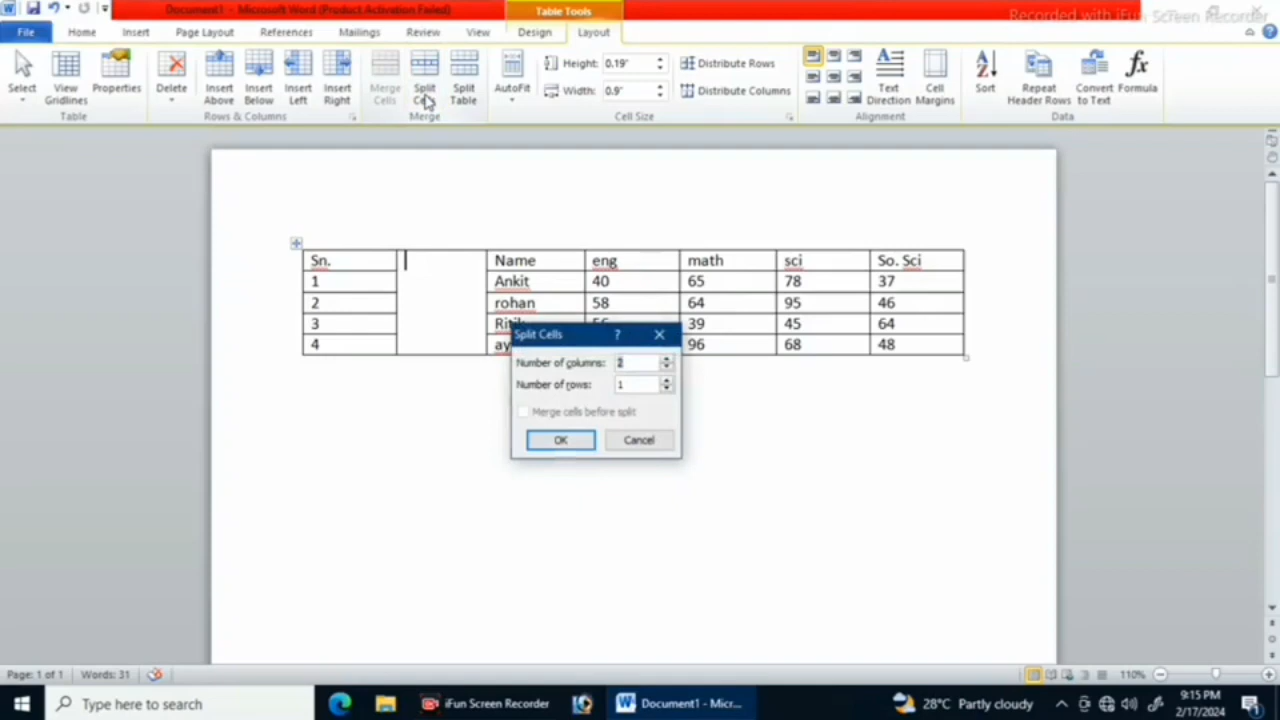 Document1 - Microsoft Word (Product Activation Failed)
Table Tools
Recorded with iFun Screen Recorder
File Home Insert Page Layout References Mailings Review View Design Layout
Select
View Gridlines
Properties
Table
Delete
Insert Above
Insert Below
Insert Left
Insert Right
Rows & Columns
Merge Cells
Split Cells
Split Table
Merge
AutoFit
Height: 0.19"
Width: 0.9"
Distribute Rows
Distribute Columns
Cell Size
Text Direction
Cell Margins
Alignment
Sort
Repeat Header Rows
Convert to Text
Formula
Data
Sn. Name eng math sci So. Sci
1 Ankit 40 65 78 37
2 rohan 58 64 95 46
3 39 45 64
4 96 68 48
Split Cells ?
Number of columns: 2
Number of rows: 1
Merge cells before split
OK Cancel
Page: 1 of 1 Words: 31 110%
Type here to search
iFun Screen Recorder
Document1 - Micr...
28°C Partly cloudy
9:15 PM
2/17/2024